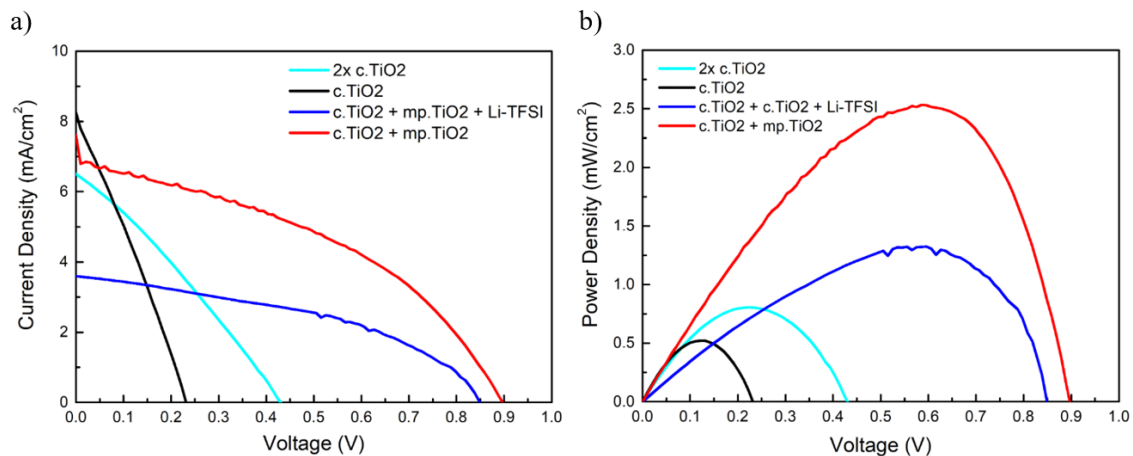 a)
10
8
6
4
2
0
0.0 0.1 0.2 0.3 0.4 0.5 0.6 0.7 0.8 0.9 1.0
Current Density (mA/cm²)
Voltage (V)
2x c.TiO2
c.TiO2
c.TiO2 + mp.TiO2 + Li-TFSI
c.TiO2 + mp.TiO2
b)
3.0
2.5
2.0
1.5
1.0
0.5
0.0
0.0 0.1 0.2 0.3 0.4 0.5 0.6 0.7 0.8 0.9 1.0
Power Density (mW/cm²)
Voltage (V)
2x c.TiO2
c.TiO2
c.TiO2 + c.TiO2 + Li-TFSI
c.TiO2 + mp.TiO2